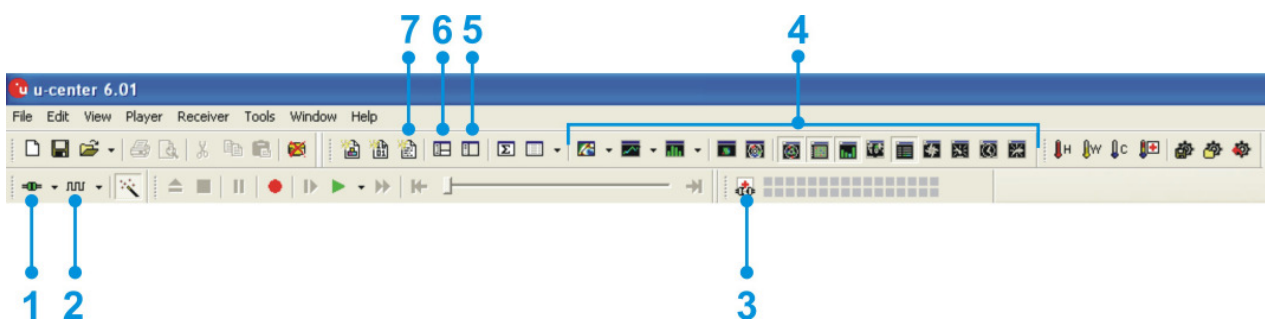 7 6 5 4
u u-center 6.01
File Edit View Player Receiver Tools Window Help
H W C
1 2 3